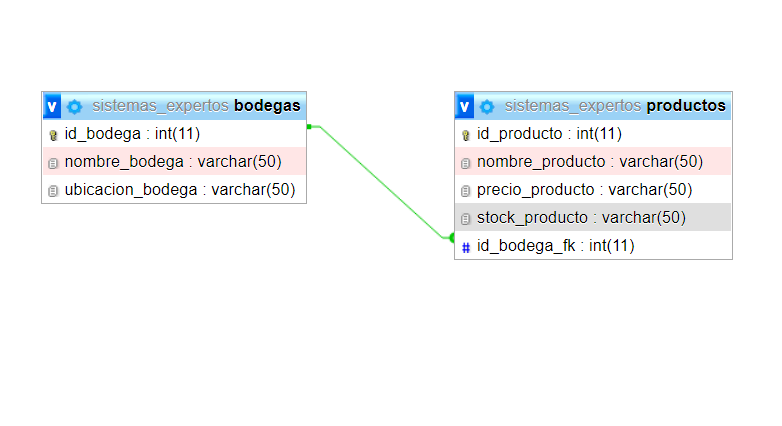 v sistemas_expertos bodegas
id_bodega : int(11)
nombre_bodega : varchar(50)
ubicacion_bodega : varchar(50)
v sistemas_expertos productos
id_producto : int(11)
nombre_producto : varchar(50)
precio_producto : varchar(50)
stock_producto : varchar(50)
# id_bodega_fk : int(11)